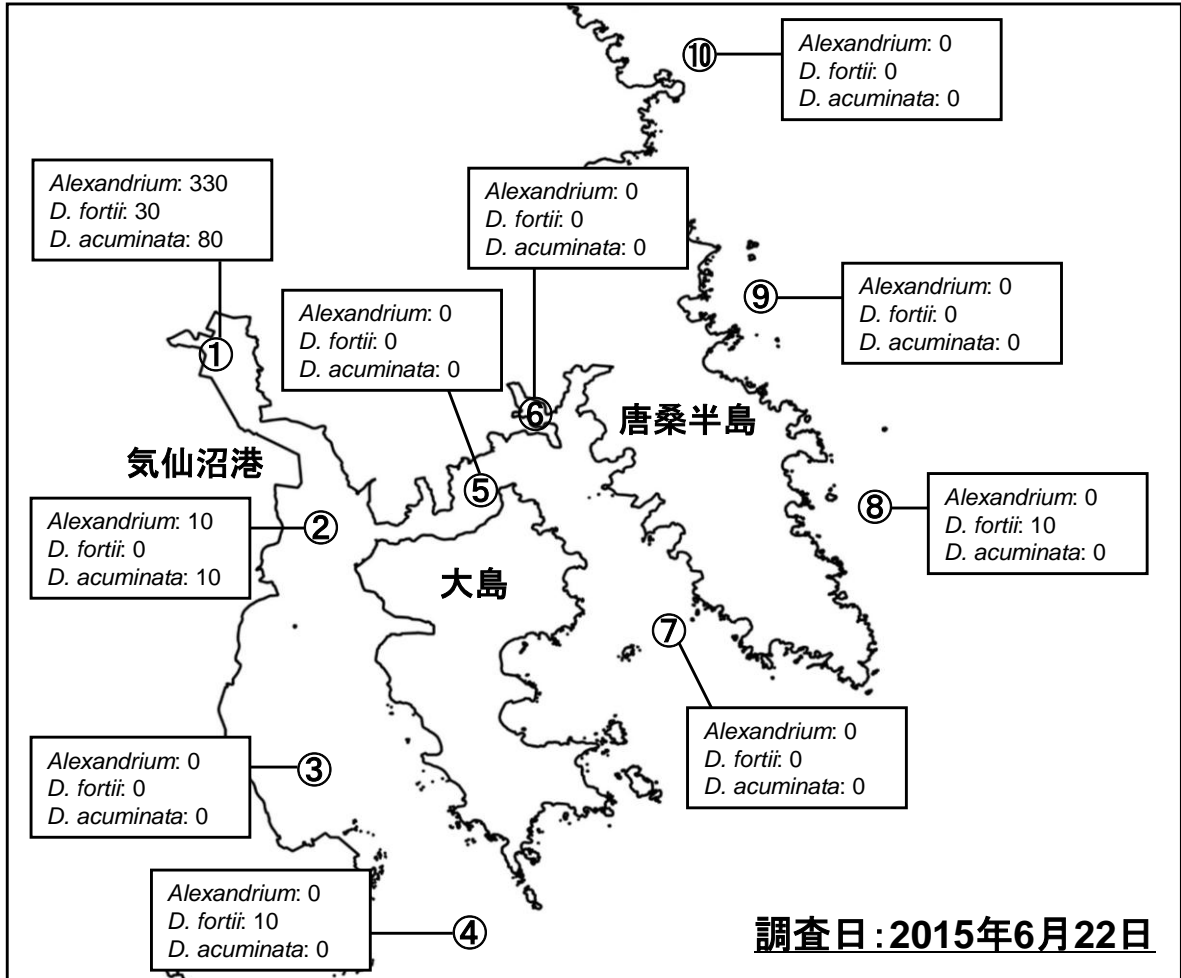 ⑩
Alexandrium: 0
D. fortii: 0
D. acuminata: 0
Alexandrium: 330
D. fortii: 30
D. acuminata: 80
①
Alexandrium: 0
D. fortii: 0
D. acuminata: 0
⑥
Alexandrium: 0
D. fortii: 0
D. acuminata: 0
⑤
⑨
Alexandrium: 0
D. fortii: 0
D. acuminata: 0
唐桑半島
気仙沼港
Alexandrium: 10
D. fortii: 0
D. acuminata: 10
②
⑧
Alexandrium: 0
D. fortii: 10
D. acuminata: 0
大島
⑦
Alexandrium: 0
D. fortii: 0
D. acuminata: 0
Alexandrium: 0
D. fortii: 0
D. acuminata: 0
③
Alexandrium: 0
D. fortii: 10
D. acuminata: 0
④
調査日:2015年6月22日